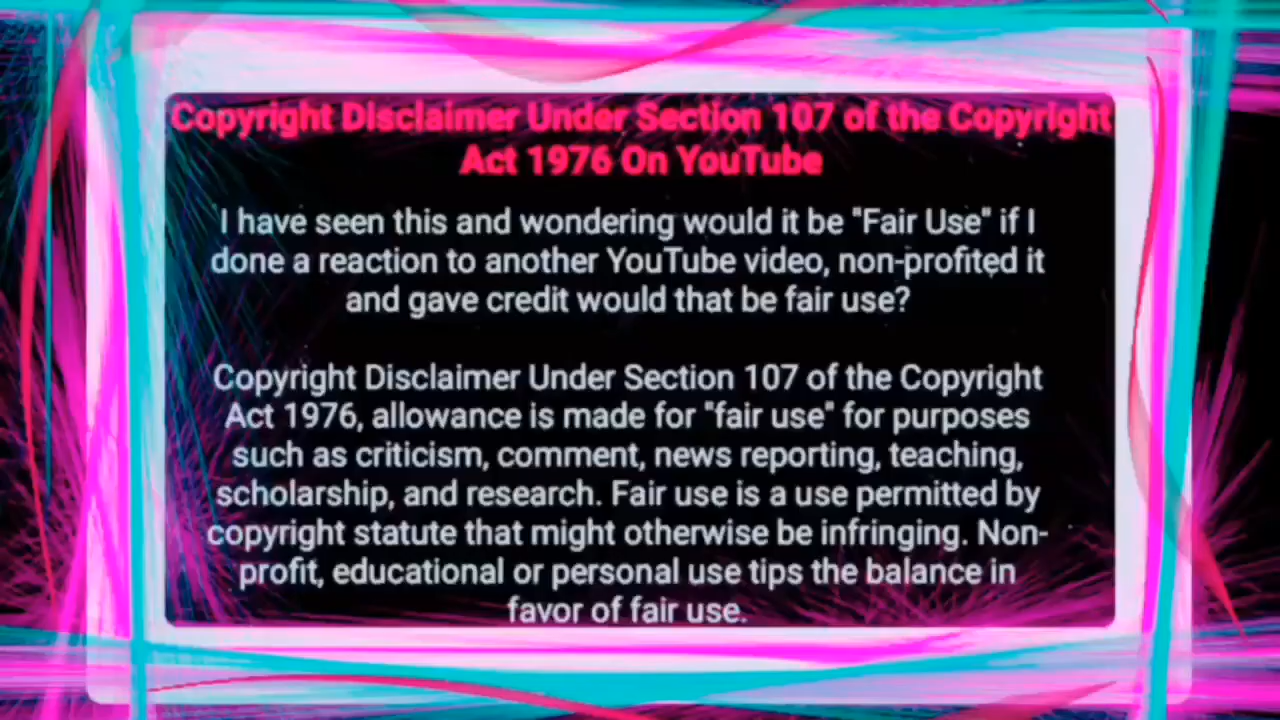 Copyright Disclaimer Under Section 107 of the Copyright
Act 1976 On YouTube
I have seen this and wondering would it be "Fair Use" if I
done a reaction to another YouTube video, non-profited it
and gave credit would that be fair use?
Copyright Disclaimer Under Section 107 of the Copyright
Act 1976, allowance is made for "fair use" for purposes
such as criticism, comment, news reporting, teaching,
scholarship, and research. Fair use is a use permitted by
copyright statute that might otherwise be infringing. Non-
profit, educational or personal use tips the balance in
favor of fair use.